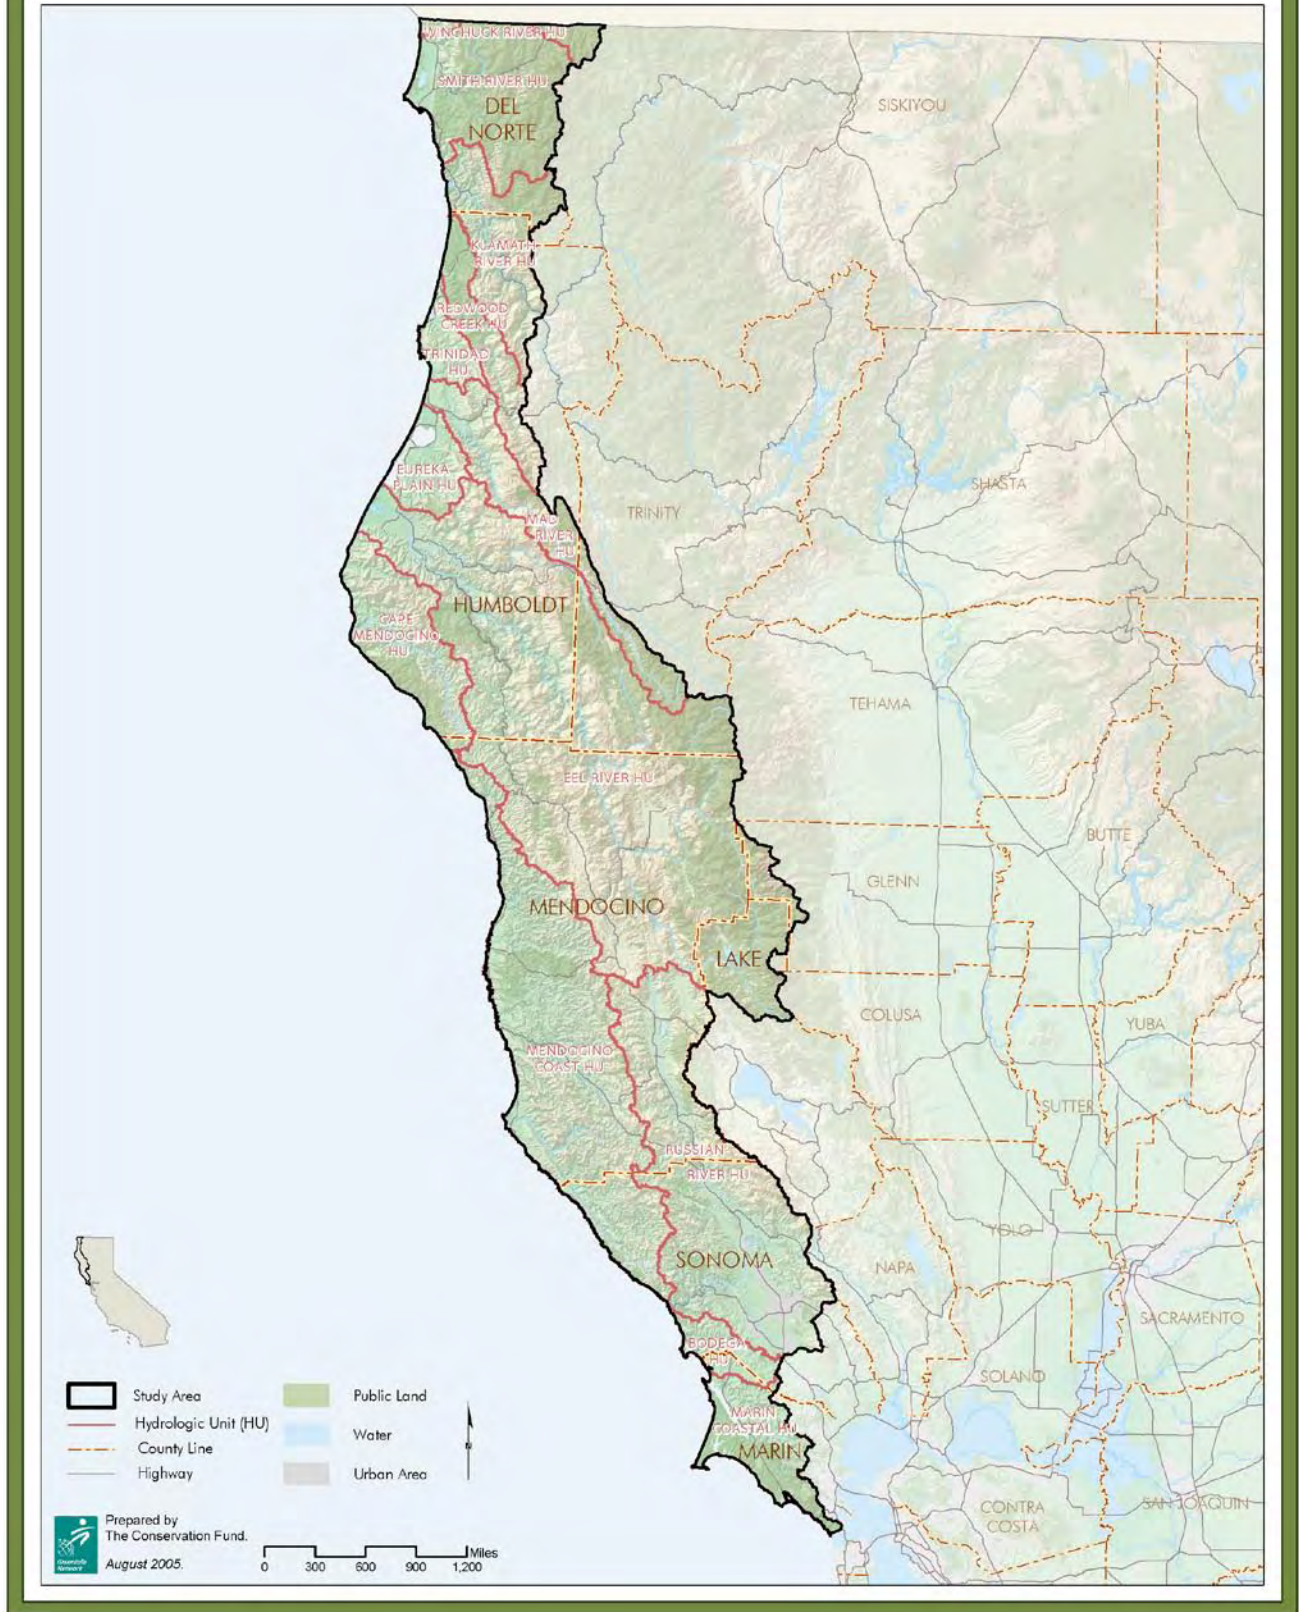 WINCHUCK RIVER HU
SMITH RIVER HU
DEL
NORTE
SISKIYOU
KLAMATH
RIVER HU
REDWOOD
CREEK HU
TRINIDAD
HU
EUREKA
PLAIN HU
MAD
RIVER
HU
TRINITY
SHASTA
HUMBOLDT
CAPE
MENDOCINO
HU
TEHAMA
EEL RIVER HU
BUTTE
GLENN
MENDOCINO
LAKE
COLUSA
YUBA
MENDOCINO
COAST HU
SUTTER
RUSSIAN
RIVER HU
YOLO
SONOMA
NAPA
SACRAMENTO
BODEGA
HU
SOLANO
MARIN
COASTAL HU
MARIN
CONTRA
COSTA
SAN JOAQUIN
Study Area
Hydrologic Unit (HU)
County Line
Highway
Public Land
Water
Urban Area
N
Prepared by
The Conservation Fund.
August 2005.
Greeninfo
Network
Miles
0 300 600 900 1,200